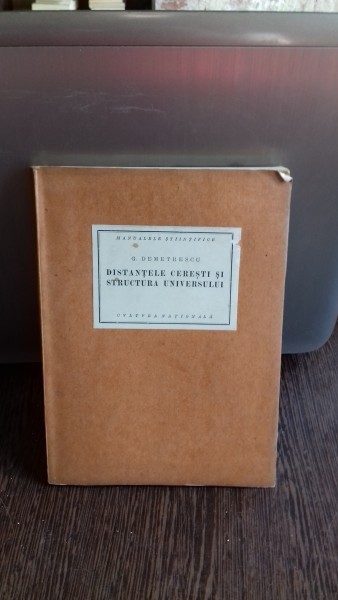 MANUALELE ȘTIINȚIFICE
G. DEMETRESCU
DISTANȚELE CEREȘTI ȘI
STRUCTURA UNIVERSULUI
CULTURA NAȚIONALĂ